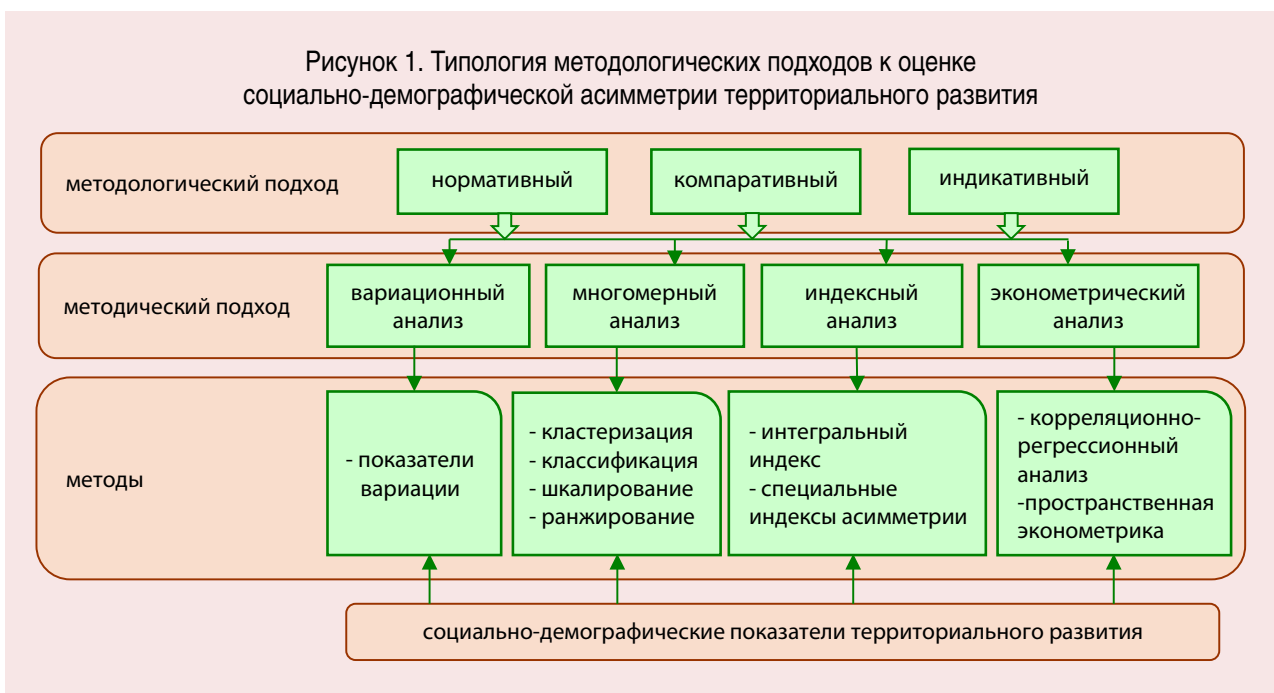 Рисунок 1. Типология методологических подходов к оценке
социально-демографической асимметрии территориального развития
методологический подход
нормативный
компаративный
индикативный
методический подход
вариационный
анализ
многомерный
анализ
индексный
анализ
эконометрический
анализ
методы
- показатели
вариации
- кластеризация
- классификация
- шкалирование
- ранжирование
- интегральный
индекс
- специальные
индексы асимметрии
- корреляционно-
регрессионный
анализ
-пространственная
эконометрика
социально-демографические показатели территориального развития